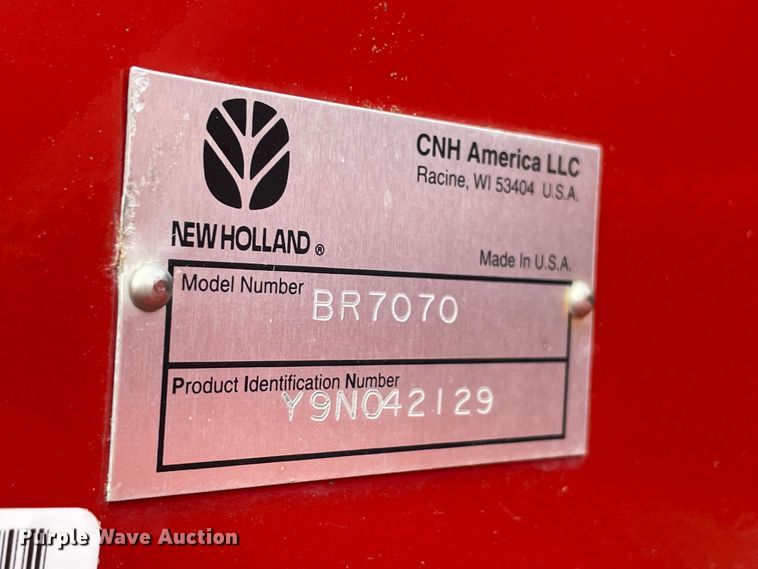 CNH America LLC
Racine, WI 53404 U.S.A.
NEW HOLLAND®
Made In U.S.A.
Model Number BR7070
Product Identification Number
Y9N042129
Purple Wave Auction